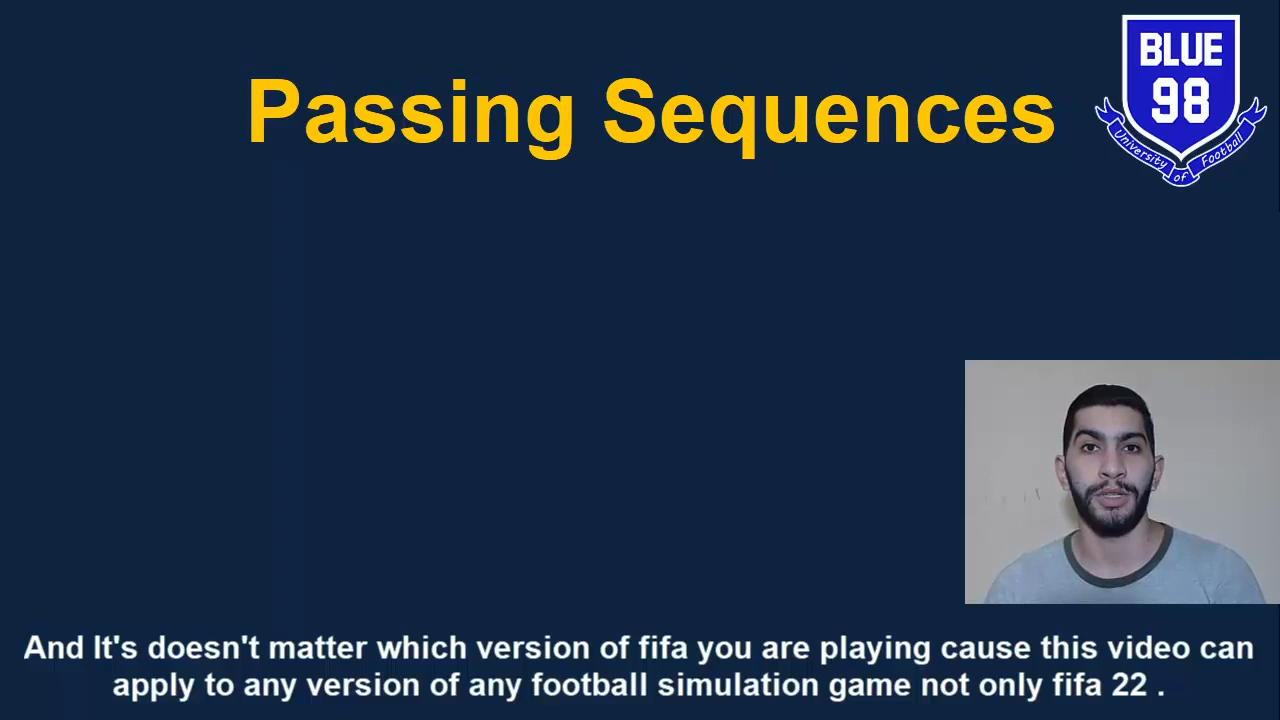 Passing Sequences
BLUE
98
University of Football
And It's doesn't matter which version of fifa you are playing cause this video can
apply to any version of any football simulation game not only fifa 22 .